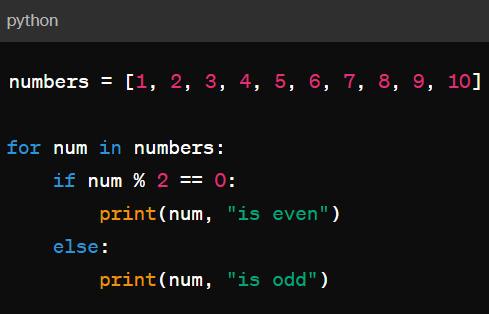 python
numbers = [1, 2, 3, 4, 5, 6, 7, 8, 9, 10]
for num in numbers:
    if num % 2 == 0:
        print(num, "is even")
    else:
        print(num, "is odd")